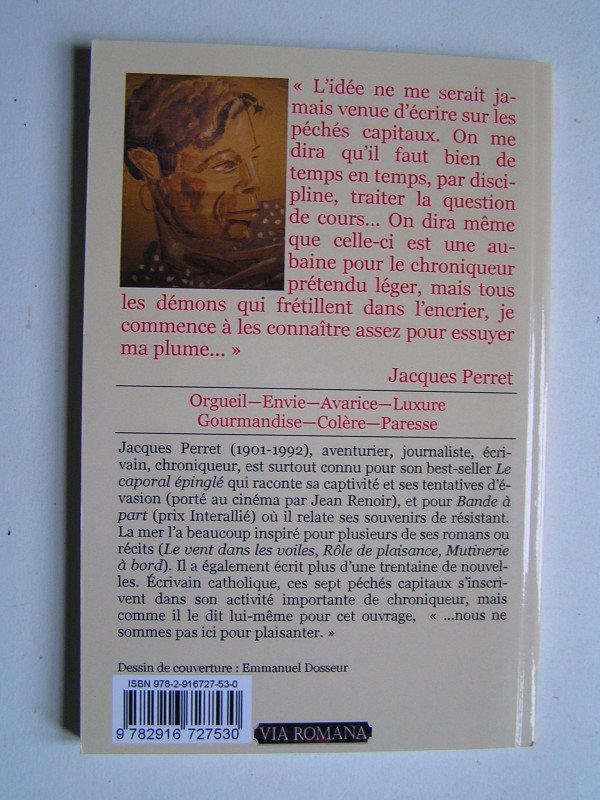 « L'idée ne me serait ja-
mais venue d'écrire sur les
péchés capitaux. On me
dira qu'il faut bien de
temps en temps, par disci-
pline, traiter la question
de cours... On dira même
que celle-ci est une au-
baine pour le chroniqueur
prétendu léger, mais tous
les démons qui frétillent dans l'encrier, je
commence à les connaître assez pour essuyer
ma plume... »
Jacques Perret
Orgueil—Envie—Avarice—Luxure
Gourmandise—Colère—Paresse
Jacques Perret (1901-1992), aventurier, journaliste, écri-
vain, chroniqueur, est surtout connu pour son best-seller Le
caporal épinglé qui raconte sa captivité et ses tentatives d'é-
vasion (porté au cinéma par Jean Renoir), et pour Bande à
part (prix Interallié) où il relate ses souvenirs de résistant.
La mer l'a beaucoup inspiré pour plusieurs de ses romans ou
récits (Le vent dans les voiles, Rôle de plaisance, Mutinerie
à bord). Il a également écrit plus d'une trentaine de nouvel-
les. Écrivain catholique, ces sept péchés capitaux s'inscri-
vent dans son activité importante de chroniqueur, mais
comme il le dit lui-même pour cet ouvrage, « ...nous ne
sommes pas ici pour plaisanter. »
Dessin de couverture : Emmanuel Dosseur
ISBN 978-2-916727-53-0
9 782916 727530
VIA ROMANA